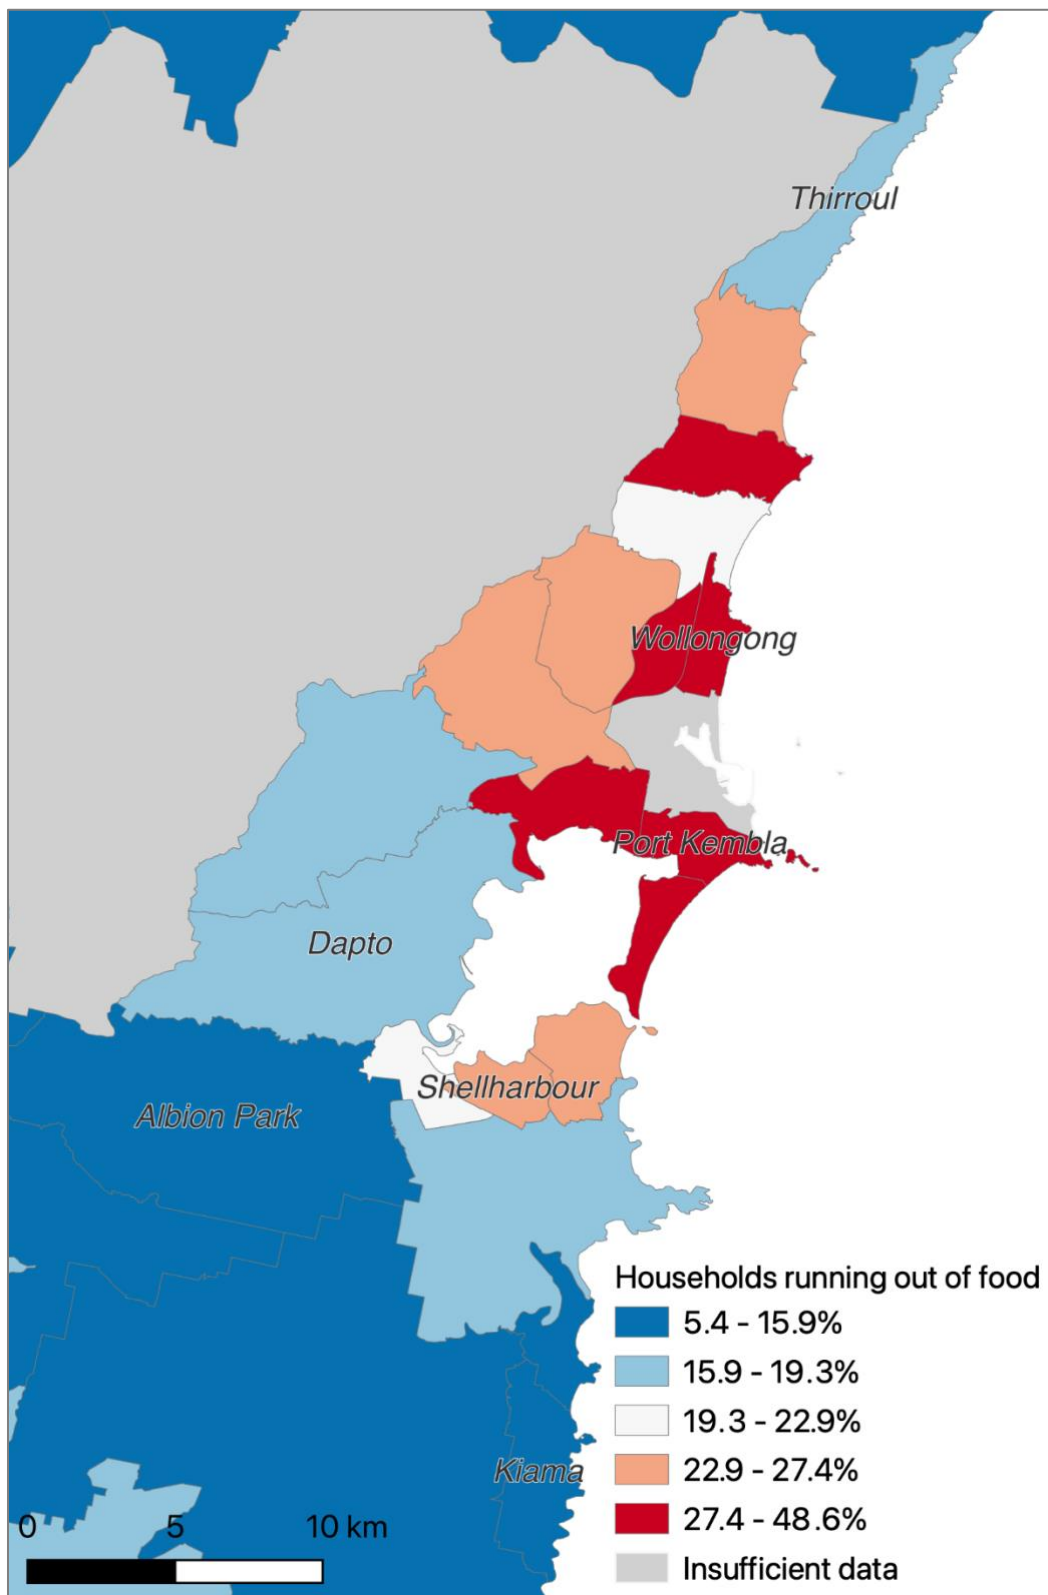 Thirroul
Wollongong
Port Kembla
Dapto
Shellharbour
Albion Park
Kiama
Households running out of food
5.4 - 15.9%
15.9 - 19.3%
19.3 - 22.9%
22.9 - 27.4%
27.4 - 48.6%
Insufficient data
0 5 10 km